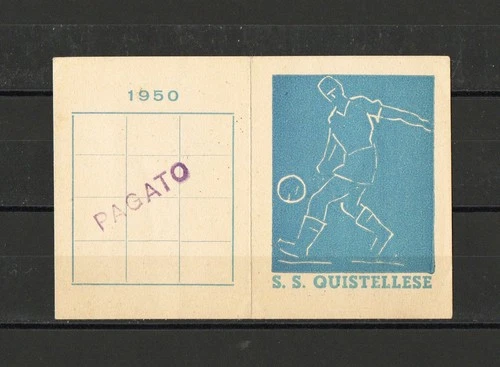 1950
PAGATO
S. S. QUISTELLESE